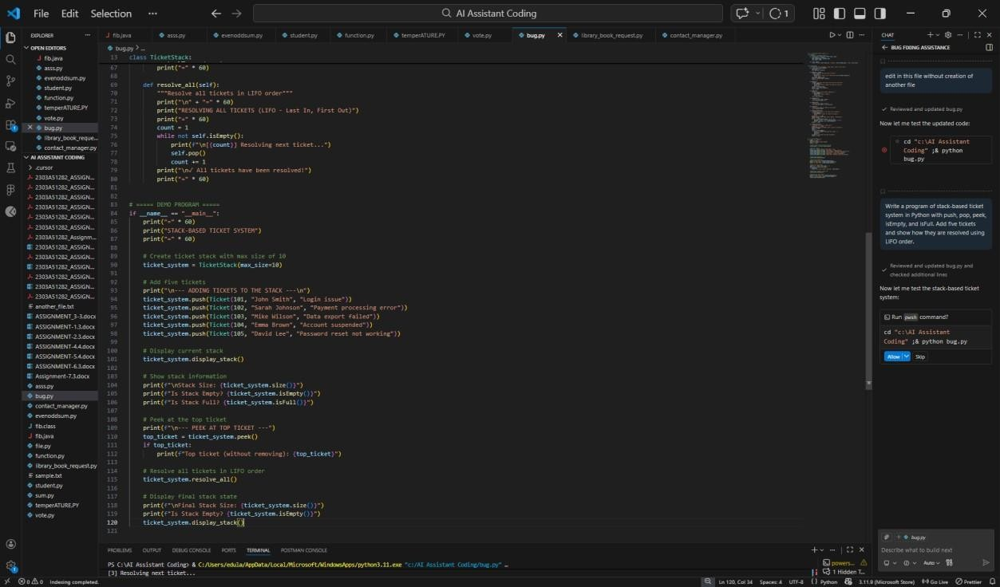 File Edit Selection ···
AI Assistant Coding
1
EXPLORER ···
OPEN EDITORS
fib.java
asss.py
evenoddsum.py
student.py
function.py
temperATURE.PY
vote.py
bug.py
library_book_reque...
contact_manager.py
AI ASSISTANT CODING
.cursor
2303A51282_ASSIGN...
2303A51282_ASSIGN...
2303A51282_ASSIGN...
2303A51282_ASSIGN...
2303A51282_ASSIGN...
2303A51282_ASSIGN...
2303A51282_Assignm...
2303A51282_ASSIGN...
2303A51282_ASSIGN...
2303A51282_ASSIGN...
2303A51282_ASSIGN...
2303A51282_ASSIGN...
2303A51282_ASSIGN...
another_file.txt
ASSIGNMENT_3-3.docx
ASSIGNMENT-1.3.docx
ASSIGNMENT-2.3.docx
ASSIGNMENT-4.4.docx
ASSIGNMENT-5.4.docx
ASSIGNMENT-6.3.docx
Assignment-7.3.docx
asss.py
bug.py
contact_manager.py
evenoddsum.py
fib.class
fib.java
file.py
function.py
library_book_request.py
sample.txt
student.py
sum.py
temperATURE.PY
vote.py
fib.java asss.py evenoddsum.py student.py function.py temperATURE.PY vote.py bug.py library_book_request.py contact_manager.py
bug.py > ...
13 class TicketStack:
67 print("=" * 60)
68
69 def resolve_all(self):
70 """Resolve all tickets in LIFO order"""
71 print("\n" + "=" * 60)
72 print("RESOLVING ALL TICKETS (LIFO - Last In, First Out)")
73 print("=" * 60)
74 count = 1
75 while not self.isEmpty():
76 print(f"\n[{count}] Resolving next ticket...")
77 self.pop()
78 count += 1
79 print("\n√ All tickets have been resolved!")
80 print("=" * 60)
81
82
83 # ===== DEMO PROGRAM =====
84 if __name__ == "__main__":
85 print("=" * 60)
86 print("STACK-BASED TICKET SYSTEM")
87 print("=" * 60)
88
89 # Create ticket stack with max size of 10
90 ticket_system = TicketStack(max_size=10)
91
92 # Add five tickets
93 print("\n--- ADDING TICKETS TO THE STACK ---\n")
94 ticket_system.push(Ticket(101, "John Smith", "Login issue"))
95 ticket_system.push(Ticket(102, "Sarah Johnson", "Payment processing error"))
96 ticket_system.push(Ticket(103, "Mike Wilson", "Data export failed"))
97 ticket_system.push(Ticket(104, "Emma Brown", "Account suspended"))
98 ticket_system.push(Ticket(105, "David Lee", "Password reset not working"))
99
100 # Display current stack
101 ticket_system.display_stack()
102
103 # Show stack information
104 print(f"\nStack Size: {ticket_system.size()}")
105 print(f"Is Stack Empty? {ticket_system.isEmpty()}")
106 print(f"Is Stack Full? {ticket_system.isFull()}")
107
108 # Peek at the top ticket
109 print(f"\n--- PEEK AT TOP TICKET ---")
110 top_ticket = ticket_system.peek()
111 if top_ticket:
112 print(f"Top ticket (without removing): {top_ticket}")
113
114 # Resolve all tickets in LIFO order
115 ticket_system.resolve_all()
116
117 # Display final stack state
118 print(f"\nFinal Stack Size: {ticket_system.size()}")
119 print(f"Is Stack Empty? {ticket_system.isEmpty()}")
120 ticket_system.display_stack()
121
PROBLEMS OUTPUT DEBUG CONSOLE PORTS TERMINAL POSTMAN CONSOLE
PS C:\AI Assistant Coding> & C:/Users/edula/AppData/Local/Microsoft/WindowsApps/python3.11.exe "c:/AI Assistant Coding/bug.py" …
[3] Resolving next ticket...
powers...
1 Hidden T...
CHAT
BUG FIXING ASSISTANCE
edit in this file without creation of
another file
Reviewed and updated bug.py
Now let me test the updated code:
cd "c:\AI Assistant
Coding" ;& python
bug.py
Write a program of stack-based ticket
system in Python with push, pop, peek,
isEmpty, and isFull. Add five tickets
and show how they are resolved using
LIFO order.
Reviewed and updated bug.py and
checked additional lines
Now let me test the stack-based ticket
system:
Run pwsh command?
cd "c:\AI Assistant
Coding" ;& python bug.py
Allow Skip
bug.py
Describe what to build next
Auto
0 0 Indexing completed.
Ln 120, Col 34 Spaces: 4 UTF-8 Python 3.11.9 (Microsoft Store) Go Live Prettier